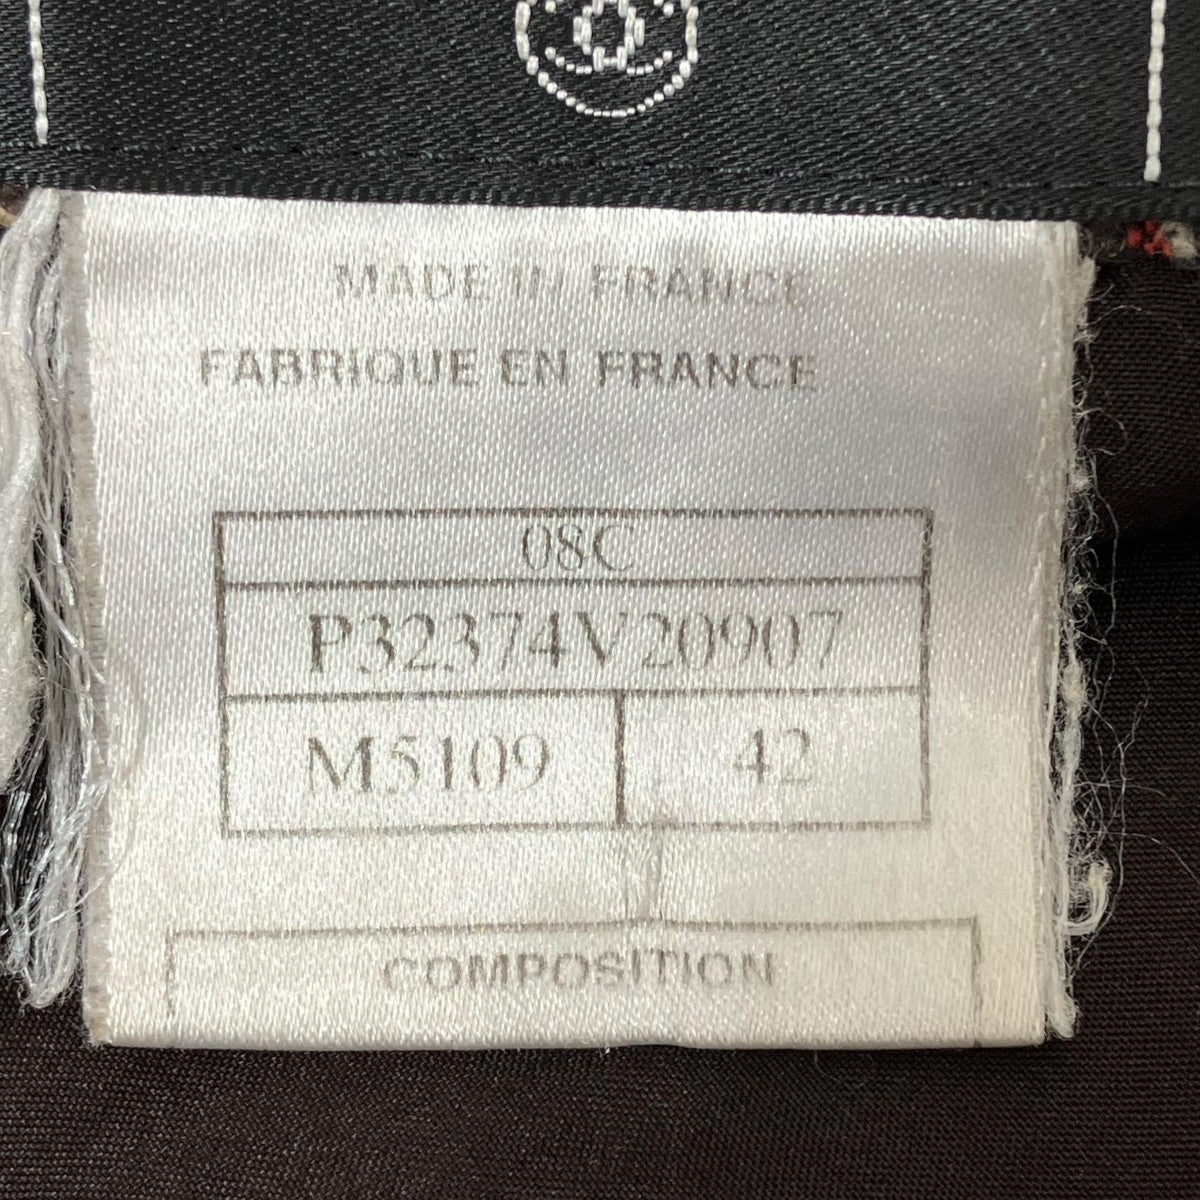 MADE IN FRANCE
FABRIQUE EN FRANCE
08C
P32374V20907
M5109 42
COMPOSITION